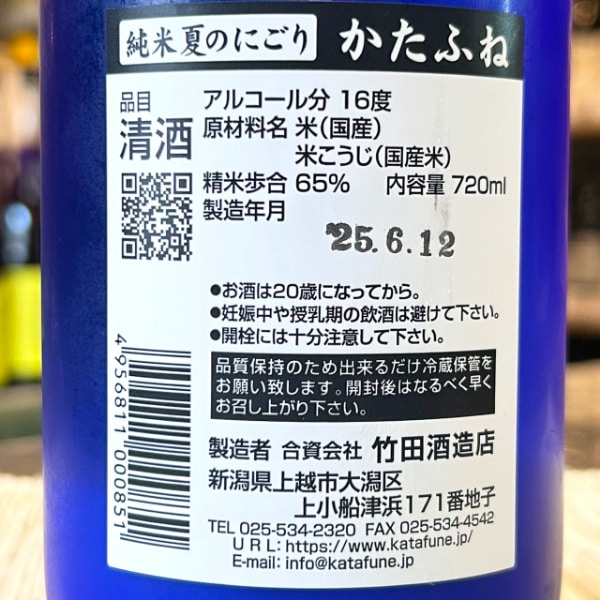 純米夏のにごり かたふね
品目
清酒
アルコール分 16度
原材料名 米(国産)
米こうじ(国産米)
精米歩合 65% 内容量 720ml
製造年月
25.6.12
●お酒は20歳になってから。
●妊娠中や授乳期の飲酒は避けて下さい。
●開栓には十分注意して下さい。
品質保持のため出来るだけ冷蔵保管を
お願い致します。開封後はなるべく早く
お召し上がり下さい。
4956811000851
製造者 合資会社 竹田酒造店
新潟県上越市大潟区
上小船津浜171番地子
TEL 025-534-2320 FAX 025-534-4542
URL:https://www.katafune.jp/
E-mail: info@katafune.jp